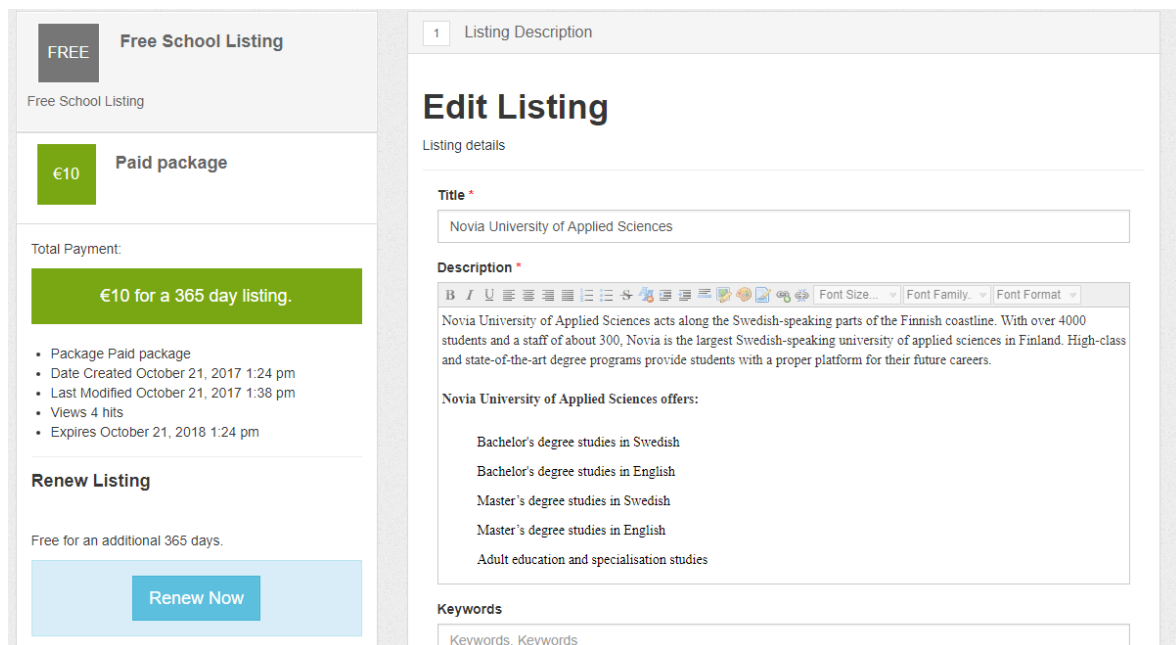 FREE
Free School Listing
Free School Listing
€10
Paid package
Total Payment:
€10 for a 365 day listing.
Package Paid package
Date Created October 21, 2017 1:24 pm
Last Modified October 21, 2017 1:38 pm
Views 4 hits
Expires October 21, 2018 1:24 pm
Renew Listing
Free for an additional 365 days.
Renew Now
1 Listing Description
Edit Listing
Listing details
Title *
Novia University of Applied Sciences
Description *
B I U Font Size... Font Family. Font Format
Novia University of Applied Sciences acts along the Swedish-speaking parts of the Finnish coastline. With over 4000
students and a staff of about 300, Novia is the largest Swedish-speaking university of applied sciences in Finland. High-class
and state-of-the-art degree programs provide students with a proper platform for their future careers.
Novia University of Applied Sciences offers:
Bachelor's degree studies in Swedish
Bachelor's degree studies in English
Master’s degree studies in Swedish
Master’s degree studies in English
Adult education and specialisation studies
Keywords
Keywords, Keywords